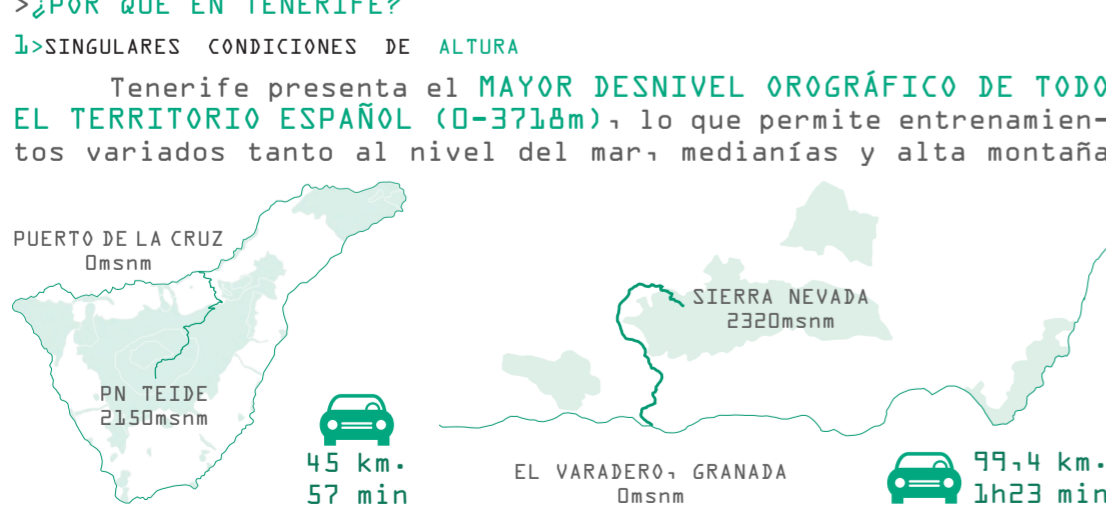 >¿POR QUÉ EN TENERIFE?
1>SINGULARES CONDICIONES DE ALTURA
Tenerife presenta el MAYOR DESNIVEL OROGRÁFICO DE TODO
EL TERRITORIO ESPAÑOL (0-3718m), lo que permite entrenamien-
tos variados tanto al nivel del mar, medianías y alta montaña
PUERTO DE LA CRUZ
0msnm
PN TEIDE
2150msnm
45 km.
57 min
SIERRA NEVADA
2320msnm
EL VARADERO, GRANADA
0msnm
99,4 km.
1h23 min